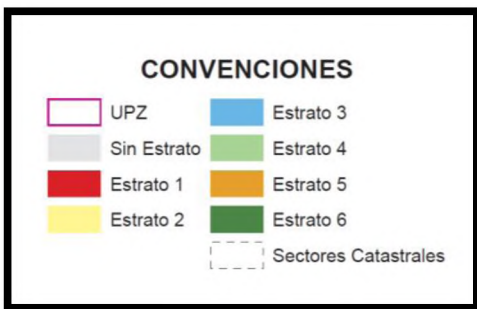 CONVENCIONES
UPZ
Sin Estrato
Estrato 1
Estrato 2
Estrato 3
Estrato 4
Estrato 5
Estrato 6
Sectores Catastrales